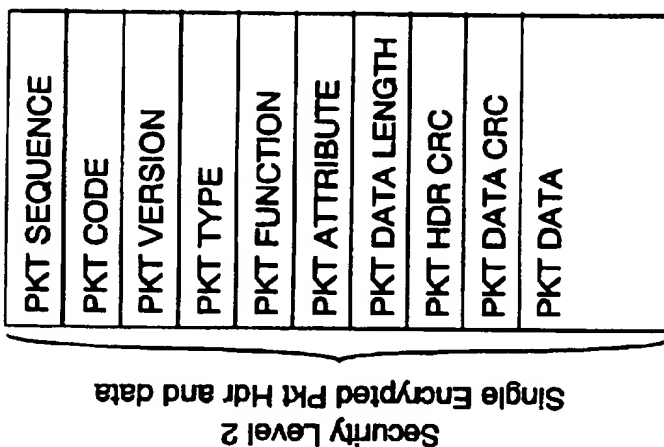 PKT SEQUENCE
PKT CODE
PKT VERSION
PKT TYPE
PKT FUNCTION
PKT ATTRIBUTE
PKT DATA LENGTH
PKT HDR CRC
PKT DATA CRC
PKT DATA
Security Level 2
Single Encrypted Pkt Hdr and data